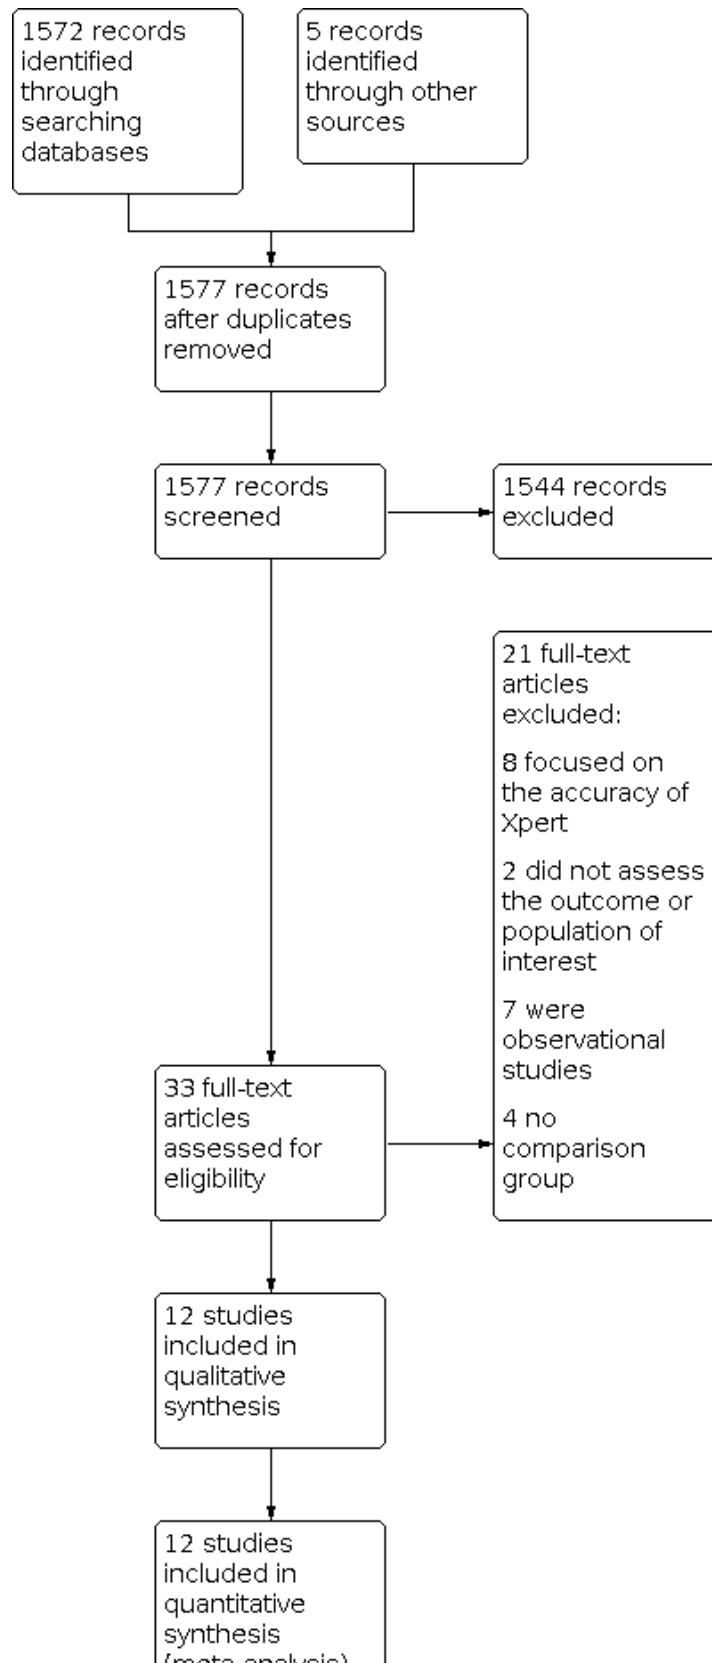 1572 records
identified
through
searching
databases
5 records
identified
through other
sources
1577 records
after duplicates
removed
1577 records
screened
1544 records
excluded
21 full-text
articles
excluded:
8 focused on
the accuracy of
Xpert
2 did not assess
the outcome or
population of
interest
7 were
observational
studies
4 no
comparison
group
33 full-text
articles
assessed for
eligibility
12 studies
included in
qualitative
synthesis
12 studies
included in
quantitative
synthesis
(meta-analysis)